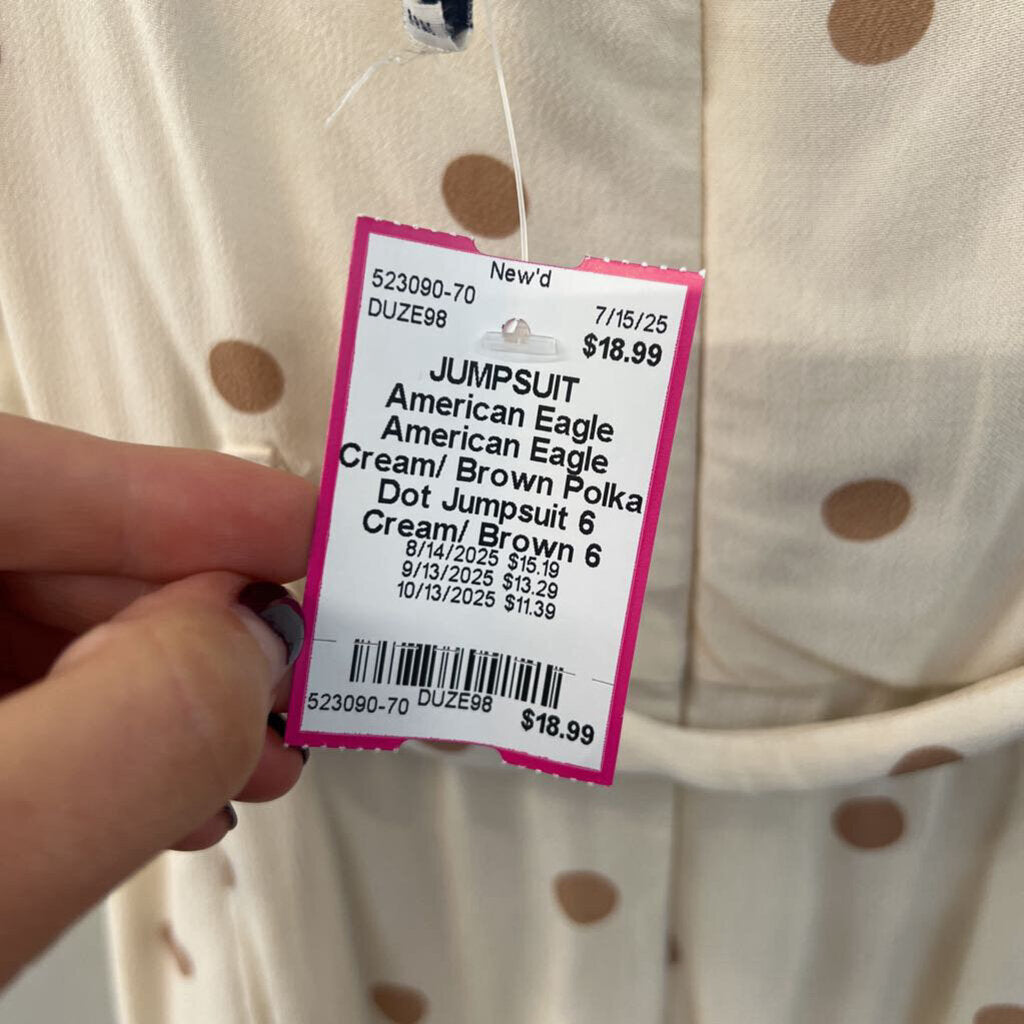 New'd
523090-70
7/15/25
DUZE98
$18.99
JUMPSUIT
American Eagle
American Eagle
Cream/ Brown Polka
Dot Jumpsuit 6
Cream/ Brown 6
8/14/2025 $15.19
9/13/2025 $13.29
10/13/2025 $11.39
523090-70 DUZE98 $18.99